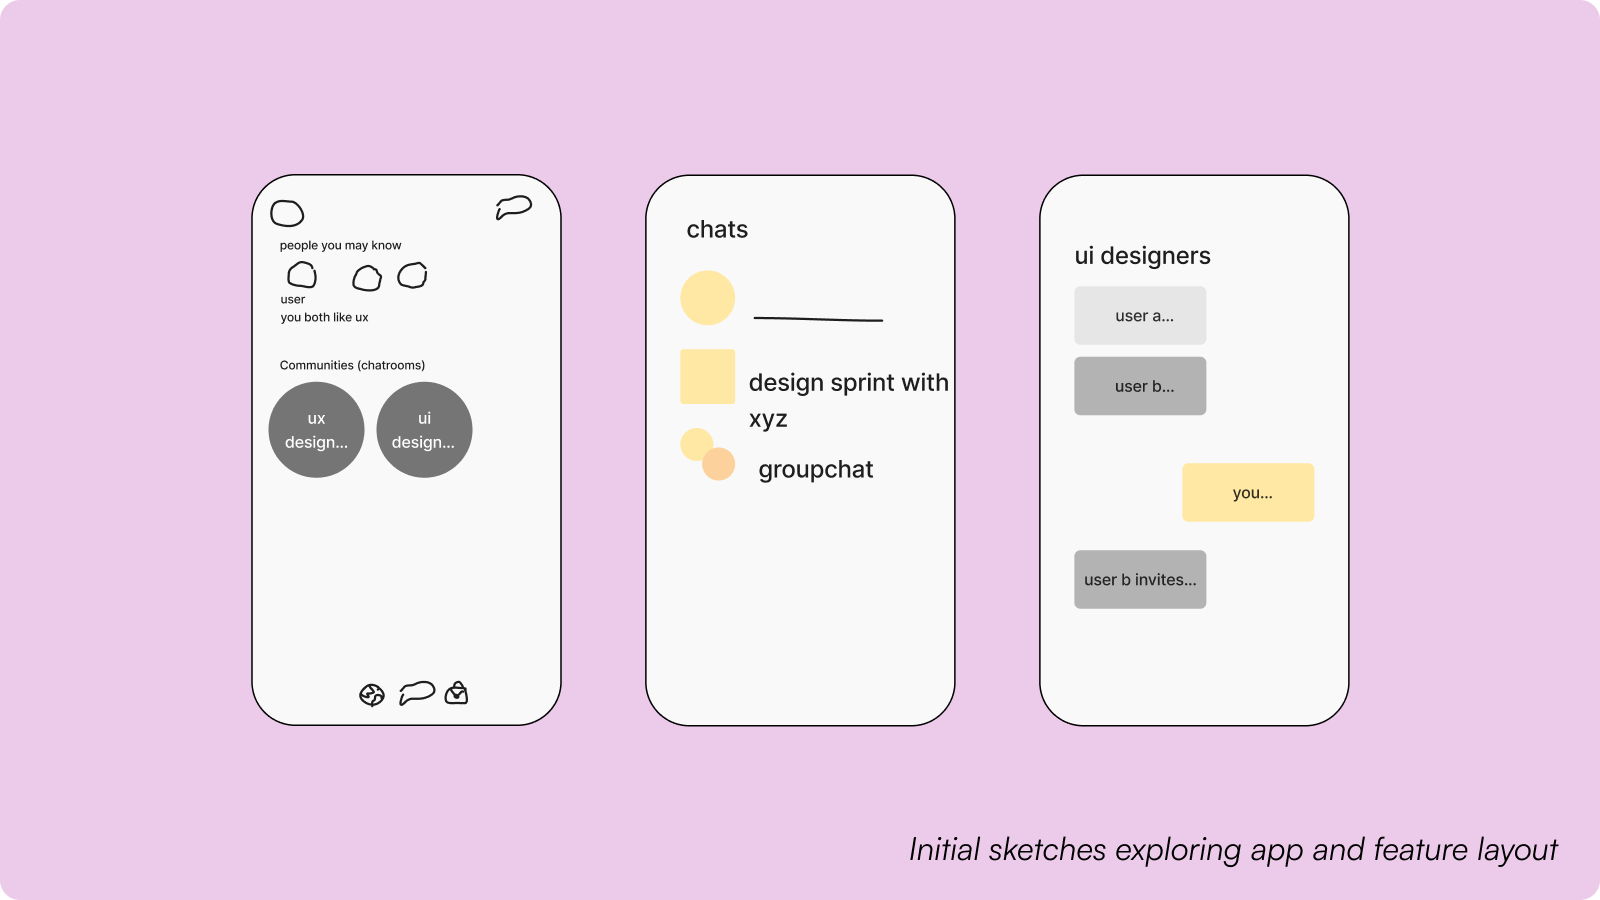 people you may know
user
you both like ux
Communities (chatrooms)
ux
design...
ui
design...
chats
design sprint with
xyz
groupchat
ui designers
user a...
user b...
you...
user b invites...
Initial sketches exploring app and feature layout